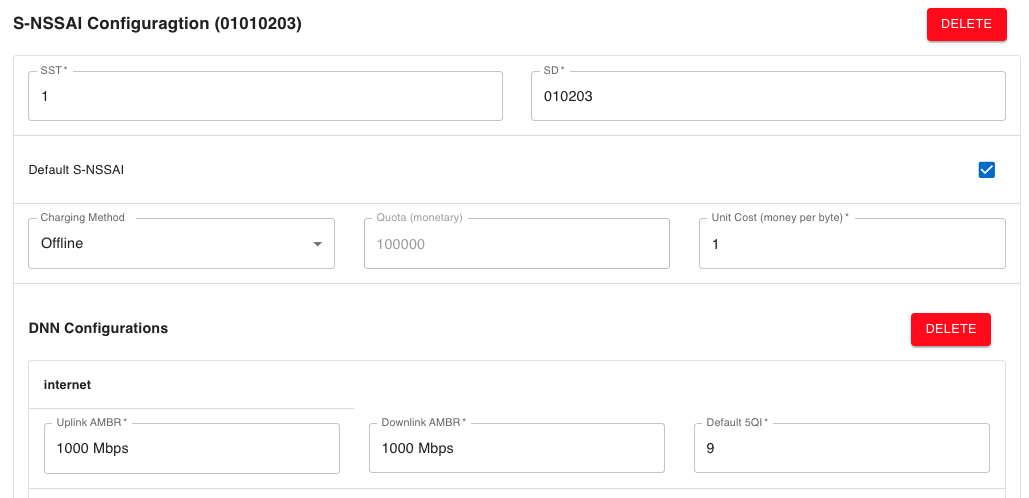 S-NSSAI Configuragtion (01010203)
DELETE
SST *
SD *
1
010203
Default S-NSSAI
Charging Method
Quota (monetary)
Unit Cost (money per byte) *
Offline
100000
1
DNN Configurations
DELETE
internet
Uplink AMBR *
Downlink AMBR *
Default 5QI *
1000 Mbps
1000 Mbps
9